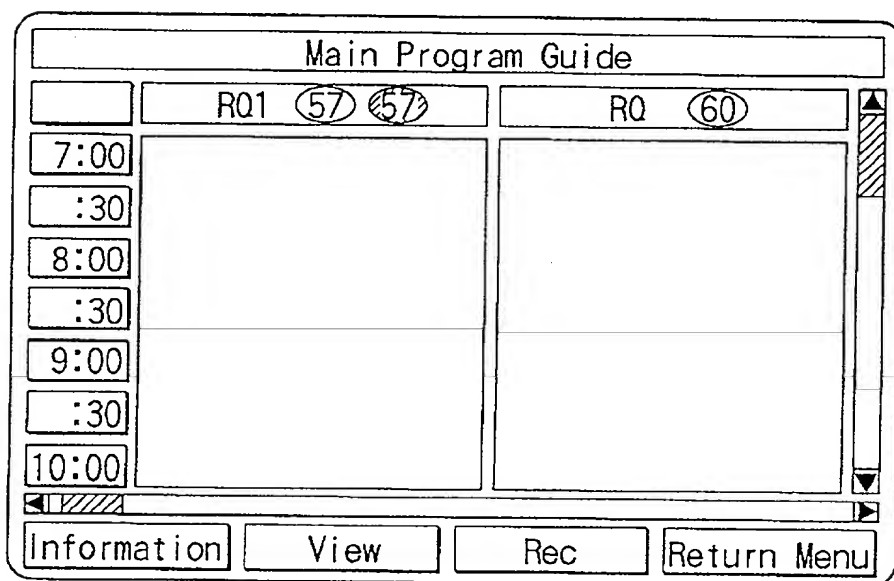 Main Program Guide
RQ1 57 57 RQ 60
7:00
:30
8:00
:30
9:00
:30
10:00
Information View Rec Return Menu